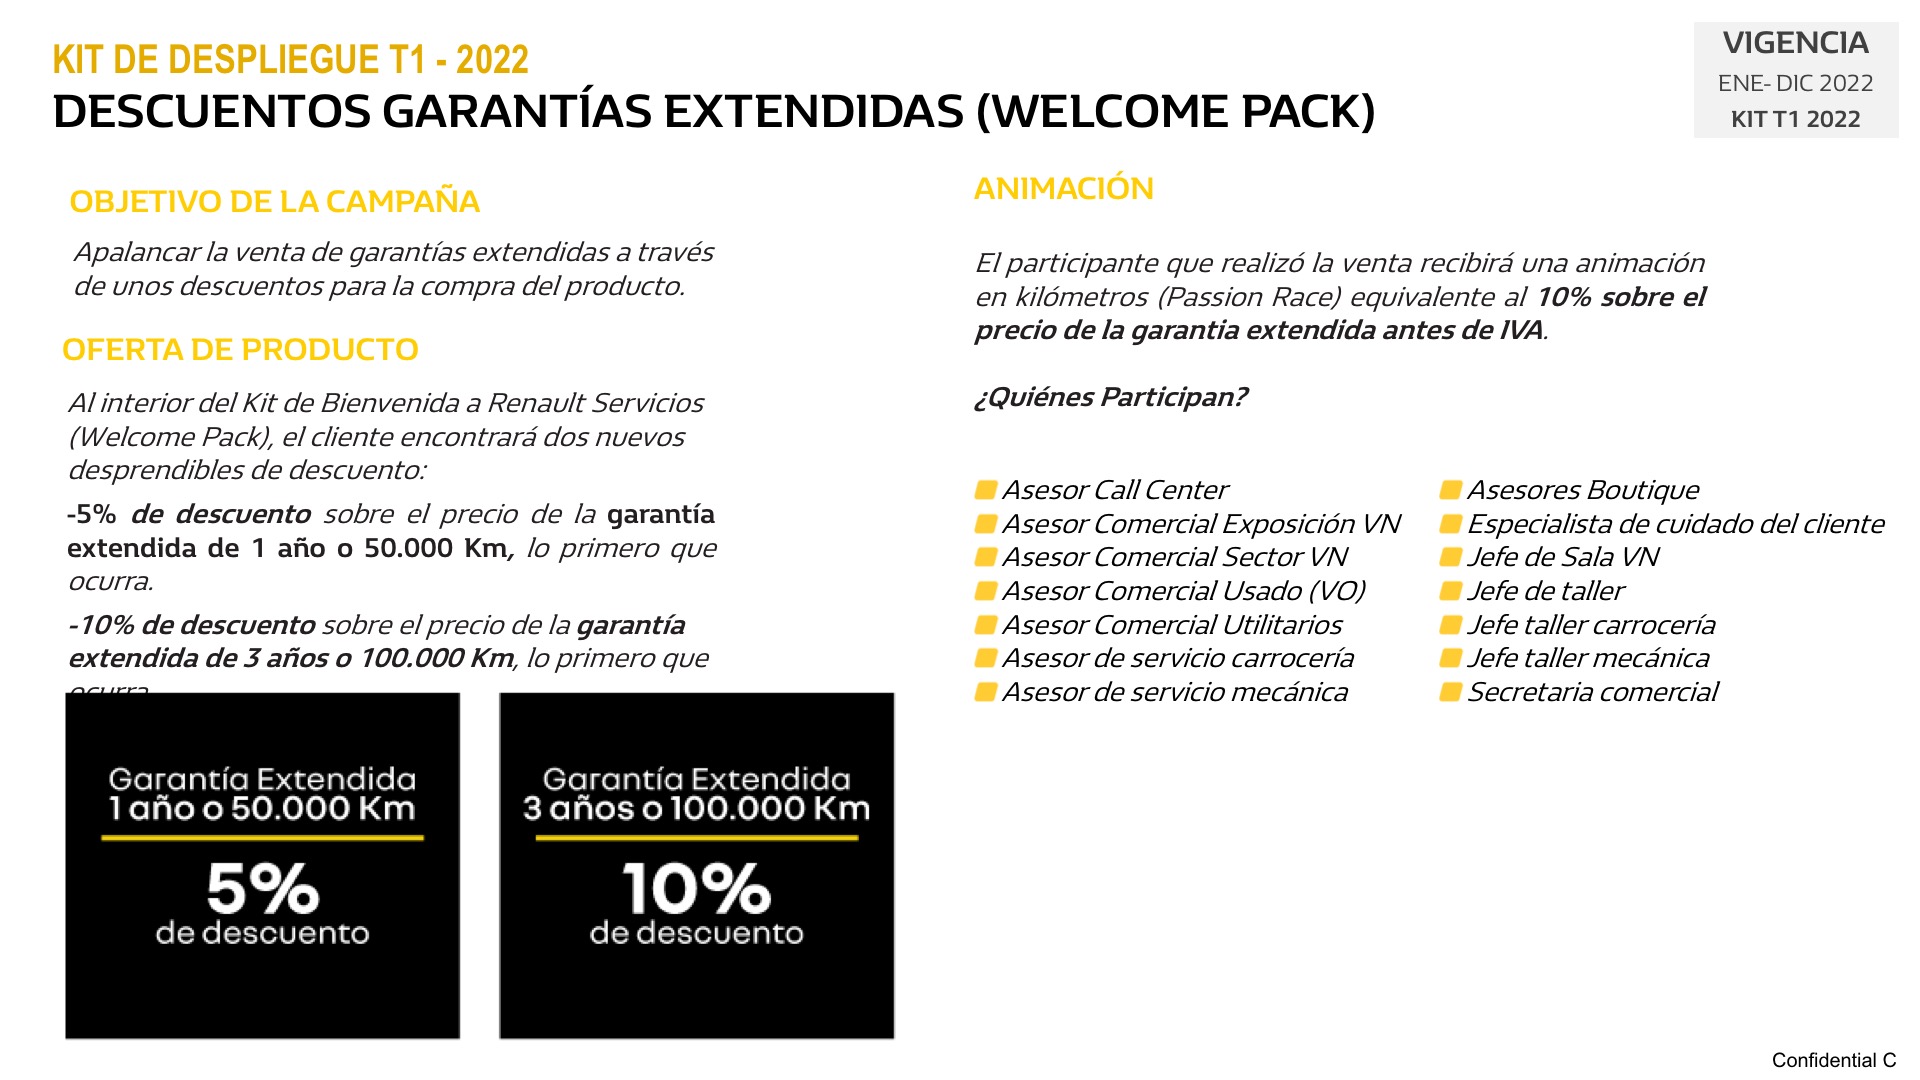 KIT DE DESPLIEGUE T1 - 2022
DESCUENTOS GARANTÍAS EXTENDIDAS (WELCOME PACK)
VIGENCIA
ENE- DIC 2022
KIT T1 2022
OBJETIVO DE LA CAMPAÑA
Apalancar la venta de garantías extendidas a través
de unos descuentos para la compra del producto.
OFERTA DE PRODUCTO
Al interior del Kit de Bienvenida a Renault Servicios
(Welcome Pack), el cliente encontrará dos nuevos
desprendibles de descuento:
-5% de descuento sobre el precio de la garantía
extendida de 1 año o 50.000 Km, lo primero que
ocurra.
-10% de descuento sobre el precio de la garantía
extendida de 3 años o 100.000 Km, lo primero que
ocurra
Garantía Extendida
1 año o 50.000 Km
5%
de descuento
Garantía Extendida
3 años o 100.000 Km
10%
de descuento
ANIMACIÓN
El participante que realizó la venta recibirá una animación
en kilómetros (Passion Race) equivalente al 10% sobre el
precio de la garantia extendida antes de IVA.
¿Quiénes Participan?
Asesor Call Center
Asesor Comercial Exposición VN
Asesor Comercial Sector VN
Asesor Comercial Usado (VO)
Asesor Comercial Utilitarios
Asesor de servicio carrocería
Asesor de servicio mecánica
Asesores Boutique
Especialista de cuidado del cliente
Jefe de Sala VN
Jefe de taller
Jefe taller carrocería
Jefe taller mecánica
Secretaria comercial
Confidential C